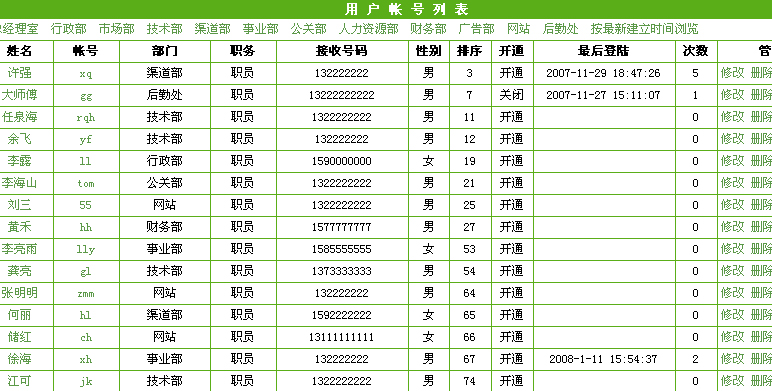 用 户 帐 号 列 表
经理室 行政部 市场部 技术部 渠道部 事业部 公关部 人力资源部 财务部 广告部 网站 后勤处 按最新建立时间浏览
姓名 帐号 部门 职务 接收号码 性别 排序 开通 最后登陆 次数 管
许强 xq 渠道部 职员 132222222 男 3 开通 2007-11-29 18:47:26 5 修改 删除
大师傅 gg 后勤处 职员 13222222222 男 7 关闭 2007-11-27 15:11:07 1 修改 删除
任泉海 rqh 技术部 职员 1322222222 男 11 开通 0 修改 删除
余飞 yf 技术部 职员 132222222 男 12 开通 0 修改 删除
李露 ll 行政部 职员 1590000000 女 19 开通 0 修改 删除
李海山 tom 公关部 职员 1322222222 男 21 开通 0 修改 删除
刘三 55 网站 职员 1322222222 男 25 开通 0 修改 删除
黄禾 hh 财务部 职员 1577777777 男 27 开通 0 修改 删除
李亮雨 lly 事业部 职员 1585555555 女 53 开通 0 修改 删除
龚亮 gl 技术部 职员 1373333333 男 54 开通 0 修改 删除
张明明 zmm 网站 职员 132222222 男 64 开通 0 修改 删除
何丽 hl 渠道部 职员 1592222222 女 65 开通 0 修改 删除
储红 ch 网站 职员 13111111111 女 66 开通 0 修改 删除
徐海 xh 事业部 职员 132222222 男 67 开通 2008-1-11 15:54:37 2 修改 删除
江可 jk 技术部 职员 1322222222 男 74 开通 0 修改 删除